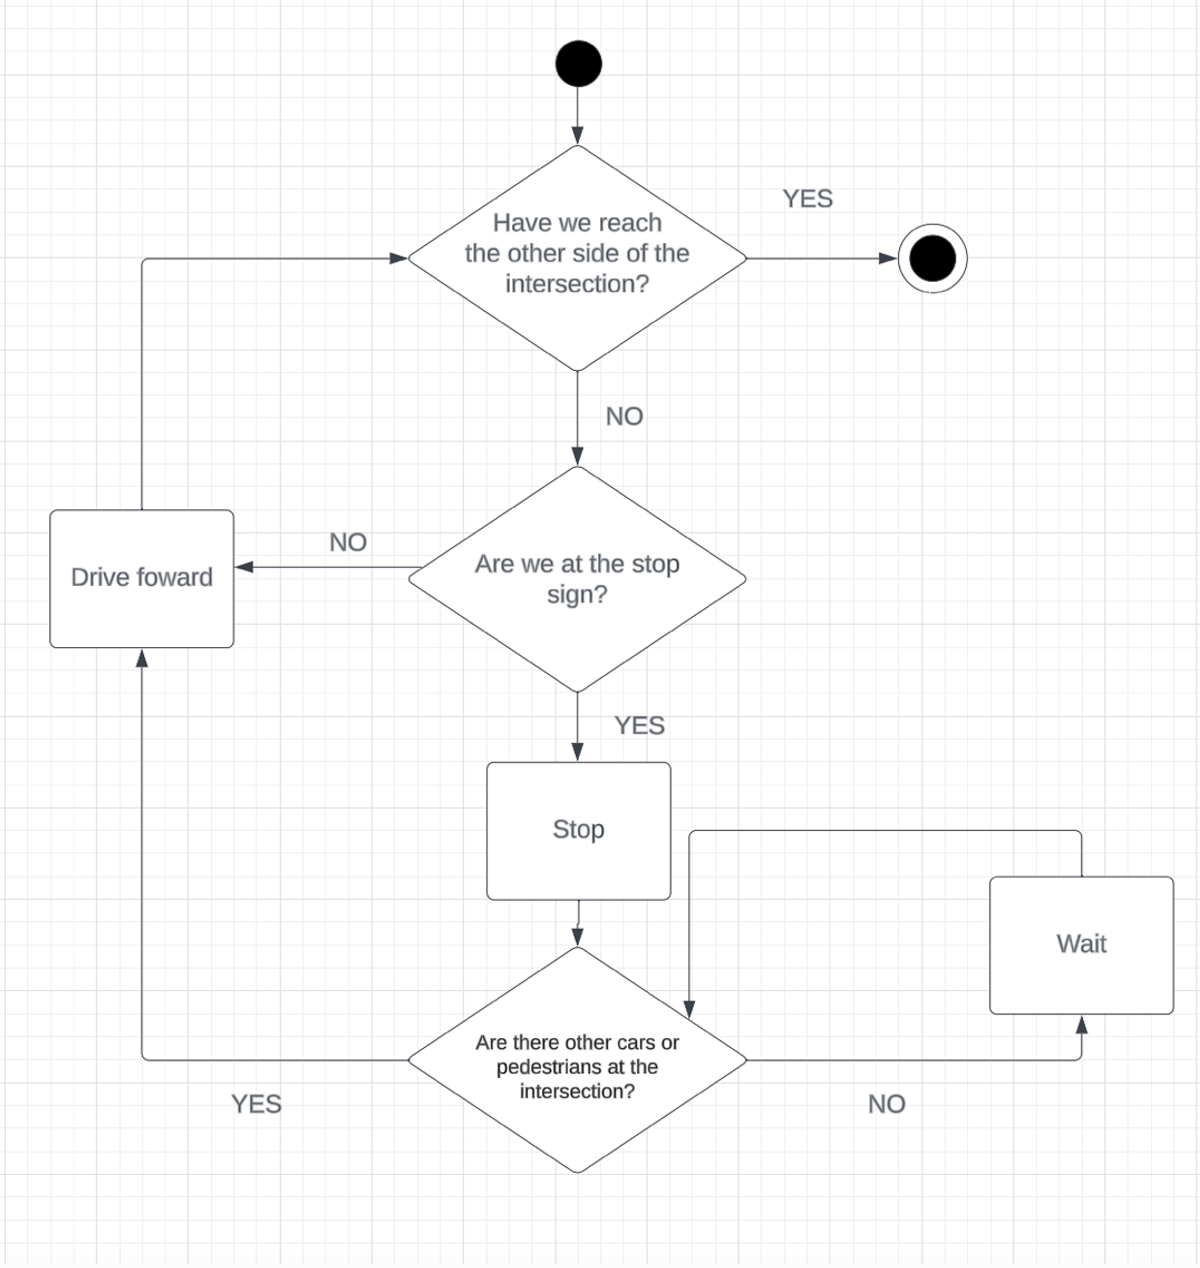 YES
Have we reach
the other side of the
intersection?
NO
NO
Drive foward
Are we at the stop
sign?
YES
Stop
Wait
Are there other cars or
pedestrians at the
intersection?
YES
NO